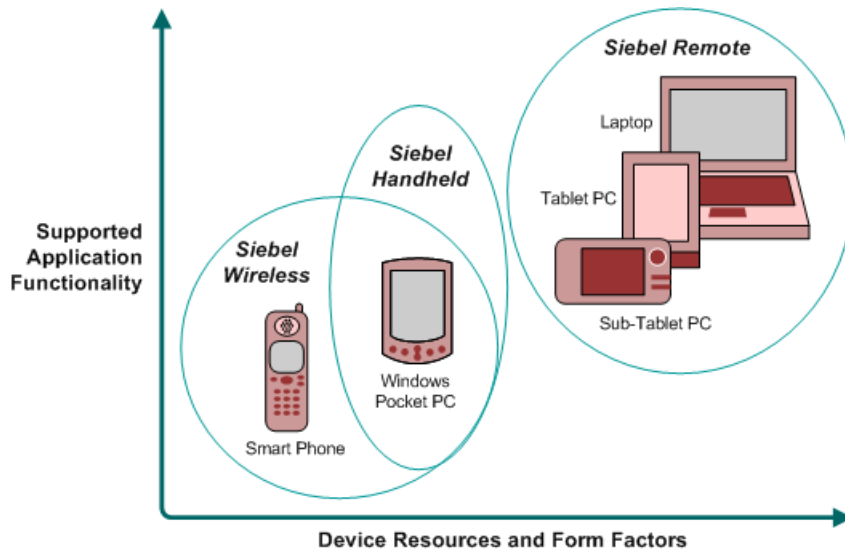 Siebel Remote
Laptop
Siebel
Handheld
Tablet PC
Supported
Application
Functionality
Siebel
Wireless
Sub-Tablet PC
Windows
Pocket PC
Smart Phone
Device Resources and Form Factors